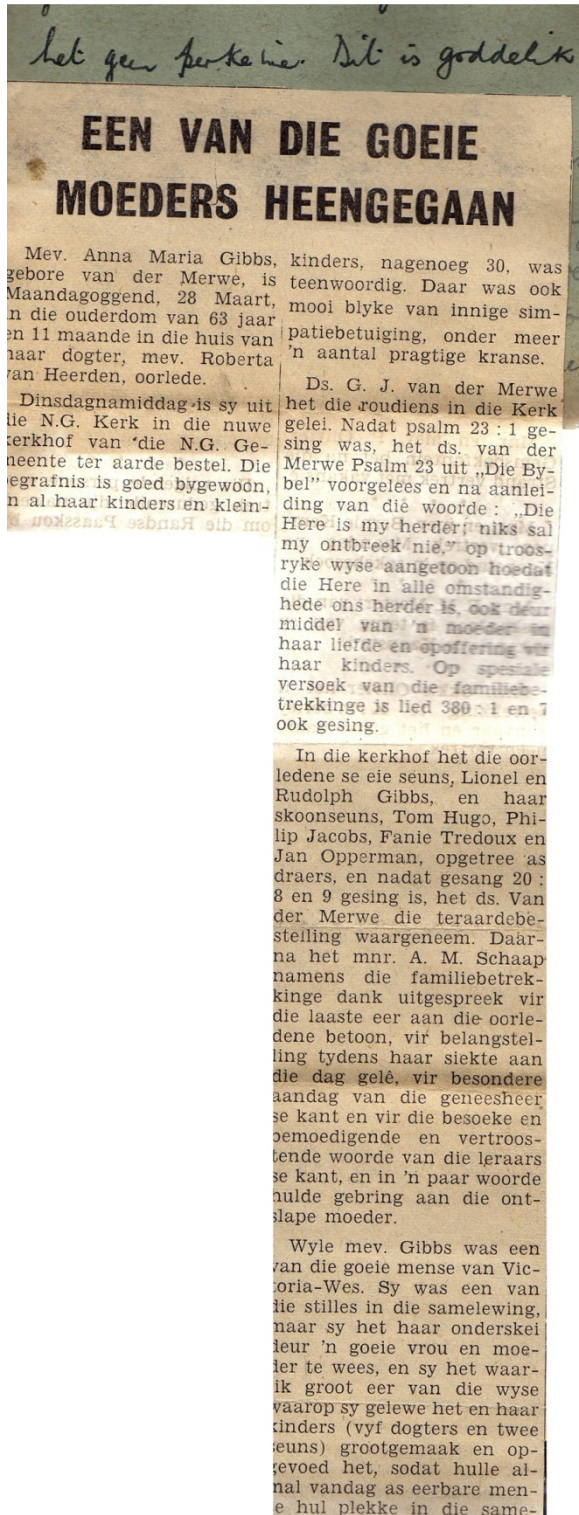 het geen perke nie. Dit is goddelik
EEN VAN DIE GOEIE
MOEDERS HEENGEGAAN
Mev. Anna Maria Gibbs,
gebore van der Merwe, is
Maandagoggend, 28 Maart,
in die ouderdom van 63 jaar
en 11 maande in die huis van
haar dogter, mev. Roberta
van Heerden, oorlede.
Dinsdagnamiddag is sy uit
die N.G. Kerk in die nuwe
kerkhof van die N.G. Ge-
meente ter aarde bestel. Die
begrafnis is goed bygewoon,
en al haar kinders en klein-
kinders, nagenoeg 30, was
teenwoordig. Daar was ook
mooi blyke van innige sim-
patiebetuiging, onder meer
'n aantal pragtige kranse.
Ds. G. J. van der Merwe
het die roudiens in die Kerk
gelei. Nadat psalm 23 : 1 ge-
sing was, het ds. van der
Merwe Psalm 23 uit „Die By-
bel” voorgelees en na aanlei-
ding van die woorde : „Die
Here is my herder; niks sal
my ontbreek nie,” op troos-
ryke wyse aangetoon hoedat
die Here in alle omstandig-
hede ons herder is, ook deur
middel van 'n moeder in
haar liefde en opoffering vir
haar kinders. Op spesiale
versoek van die familiebe-
trekkinge is lied 380 : 1 en 7
ook gesing.
In die kerkhof het die oor-
ledene se eie seuns, Lionel en
Rudolph Gibbs, en haar
skoonseuns, Tom Hugo, Phi-
lip Jacobs, Fanie Tredoux en
Jan Opperman, opgetree as
draers, en nadat gesang 20 :
8 en 9 gesing is, het ds. Van
der Merwe die teraardebe-
stelling waargeneem. Daar-
na het mnr. A. M. Schaap
namens die familiebetrek-
kinge dank uitgespreek vir
die laaste eer aan die oorle-
dene betoon, vir belangstel-
ling tydens haar siekte aan
die dag gelê, vir besondere
aandag van die geneesheer
se kant en vir die besoeke en
bemoedigende en vertroos-
tende woorde van die leraars
se kant, en in 'n paar woorde
hulde gebring aan die ont-
slape moeder.
Wyle mev. Gibbs was een
van die goeie mense van Vic-
toria-Wes. Sy was een van
die stilles in die samelewing,
maar sy het haar onderskei
deur 'n goeie vrou en moe-
der te wees, en sy het waar-
lik groot eer van die wyse
waarop sy gelewe het en haar
kinders (vyf dogters en twee
seuns) grootgemaak en op-
gevoed het, sodat hulle al-
mal vandag as eerbare men-
se hul plekke in die same-